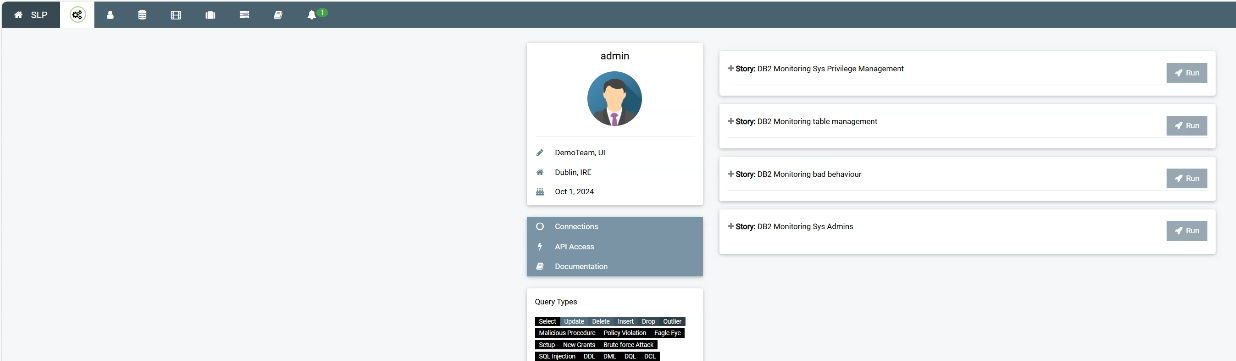 SLP
1
admin
DemoTeam, UI
Dublin, IRE
Oct 1, 2024
Connections
API Access
Documentation
Query Types
Select Update Delete Insert Drop Outlier
Malicious Procedure Policy Violation Eagle Eye
Setup New Grants Brute force Attack
SQL Injection DDL DML DQL DCL
Story: DB2 Monitoring Sys Privilege Management
Run
Story: DB2 Monitoring table management
Run
Story: DB2 Monitoring bad behaviour
Run
Story: DB2 Monitoring Sys Admins
Run